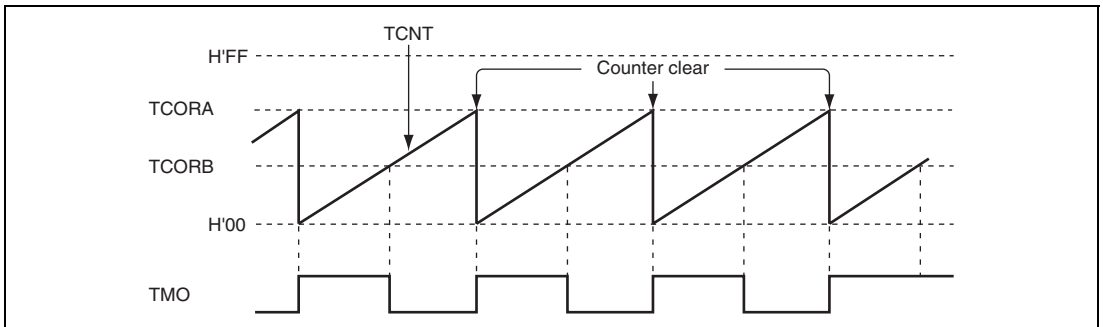 TCNT
H'FF
Counter clear
TCORA
TCORB
H'00
TMO